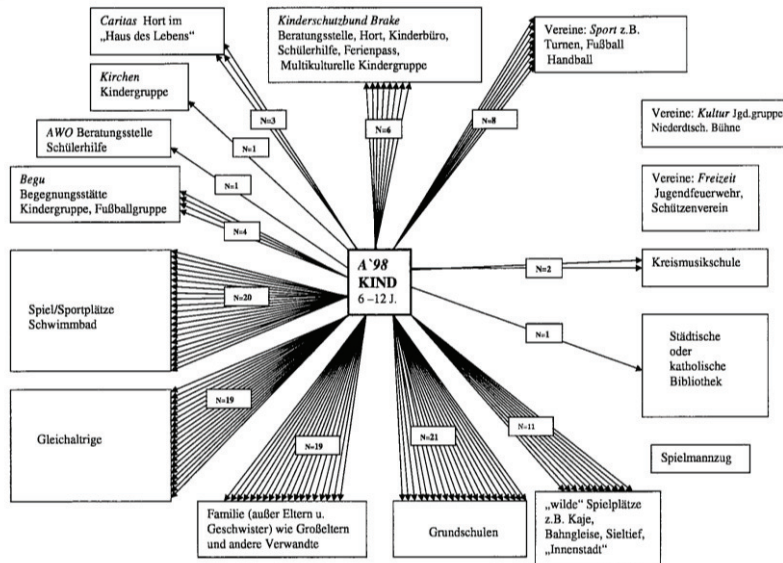 Caritas Hort im
„Haus des Lebens“
Kinderschutzbund Brake
Beratungsstelle, Hort, Kinderbüro,
Schülerhilfe, Ferienpass,
Multikulturelle Kindergruppe
Vereine: Sport z.B.
Turnen, Fußball
Handball
Kirchen
Kindergruppe
Vereine: Kultur Jgd.gruppe
Niederdtsch. Bühne
AWO Beratungsstelle
Schülerhilfe
Begu
Begegnungsstätte
Kindergruppe, Fußballgruppe
Vereine: Freizeit
Jugendfeuerwehr,
Schützenverein
N=3
N=6
N=8
N=1
N=1
N=4
A`98
KIND
6 –12 J.
N=2
Kreismusikschule
Spiel/Sportplätze
Schwimmbad
N=20
N=1
Städtische
oder
katholische
Bibliothek
Gleichaltrige
N=19
N=19
N=21
N=11
Spielmannzug
Familie (außer Eltern u.
Geschwister) wie Großeltern
und andere Verwandte
Grundschulen
„wilde“ Spielplätze
z.B. Kaje,
Bahngleise, Sieltief,
„Innenstadt“